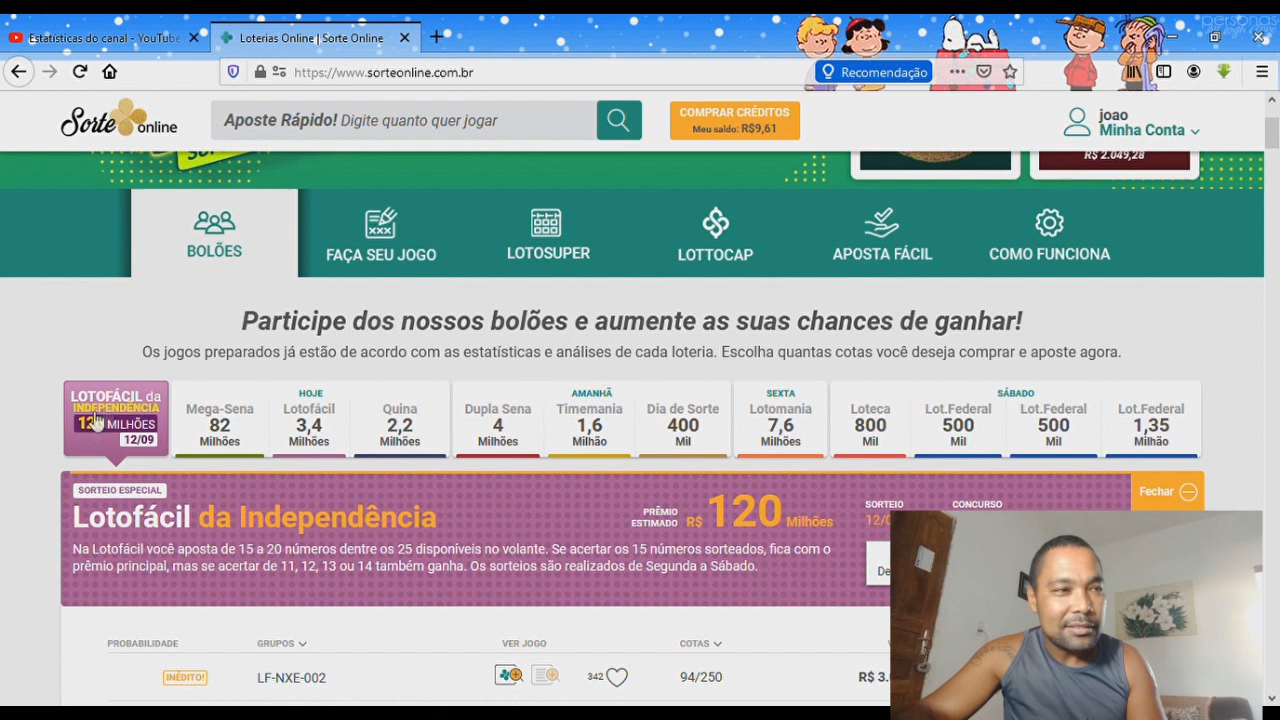 personas
Estatísticas do canal - YouTube
Loterias Online | Sorte Online
https://www.sorteonline.com.br
Recomendação
Sorte online
Aposte Rápido! Digite quanto quer jogar
COMPRAR CRÉDITOS
Meu saldo: R$9,61
joao
Minha Conta
R$ 2.049,28
BOLÕES
FAÇA SEU JOGO
LOTOSUPER
LOTTOCAP
APOSTA FÁCIL
COMO FUNCIONA
Participe dos nossos bolões e aumente as suas chances de ganhar!
Os jogos preparados já estão de acordo com as estatísticas e análises de cada loteria. Escolha quantas cotas você deseja comprar e aposte agora.
LOTOFÁCIL da
INDEPENDÊNCIA
MILHÕES
12/09
HOJE
Mega-Sena
82
Milhões
Lotofácil
3,4
Milhões
Quina
2,2
Milhões
AMANHÃ
Dupla Sena
4
Milhões
Timemania
1,6
Milhão
Dia de Sorte
400
Mil
SEXTA
Lotomania
7,6
Milhões
SÁBADO
Loteca
800
Mil
Lot.Federal
500
Mil
Lot.Federal
500
Mil
Lot.Federal
1,35
Milhão
SORTEIO ESPECIAL
Fechar
Lotofácil da Independência
PRÊMIO
ESTIMADO
R$ 120 Milhões
SORTEIO
12/0
CONCURSO
Na Lotofácil você aposta de 15 a 20 números dentre os 25 disponíveis no volante. Se acertar os 15 números sorteados, fica com o
prêmio principal, mas se acertar de 11, 12, 13 ou 14 também ganha. Os sorteios são realizados de Segunda a Sábado.
De
PROBABILIDADE
GRUPOS
VER JOGO
COTAS
INÉDITO!
LF-NXE-002
342
94/250
R$ 3.0